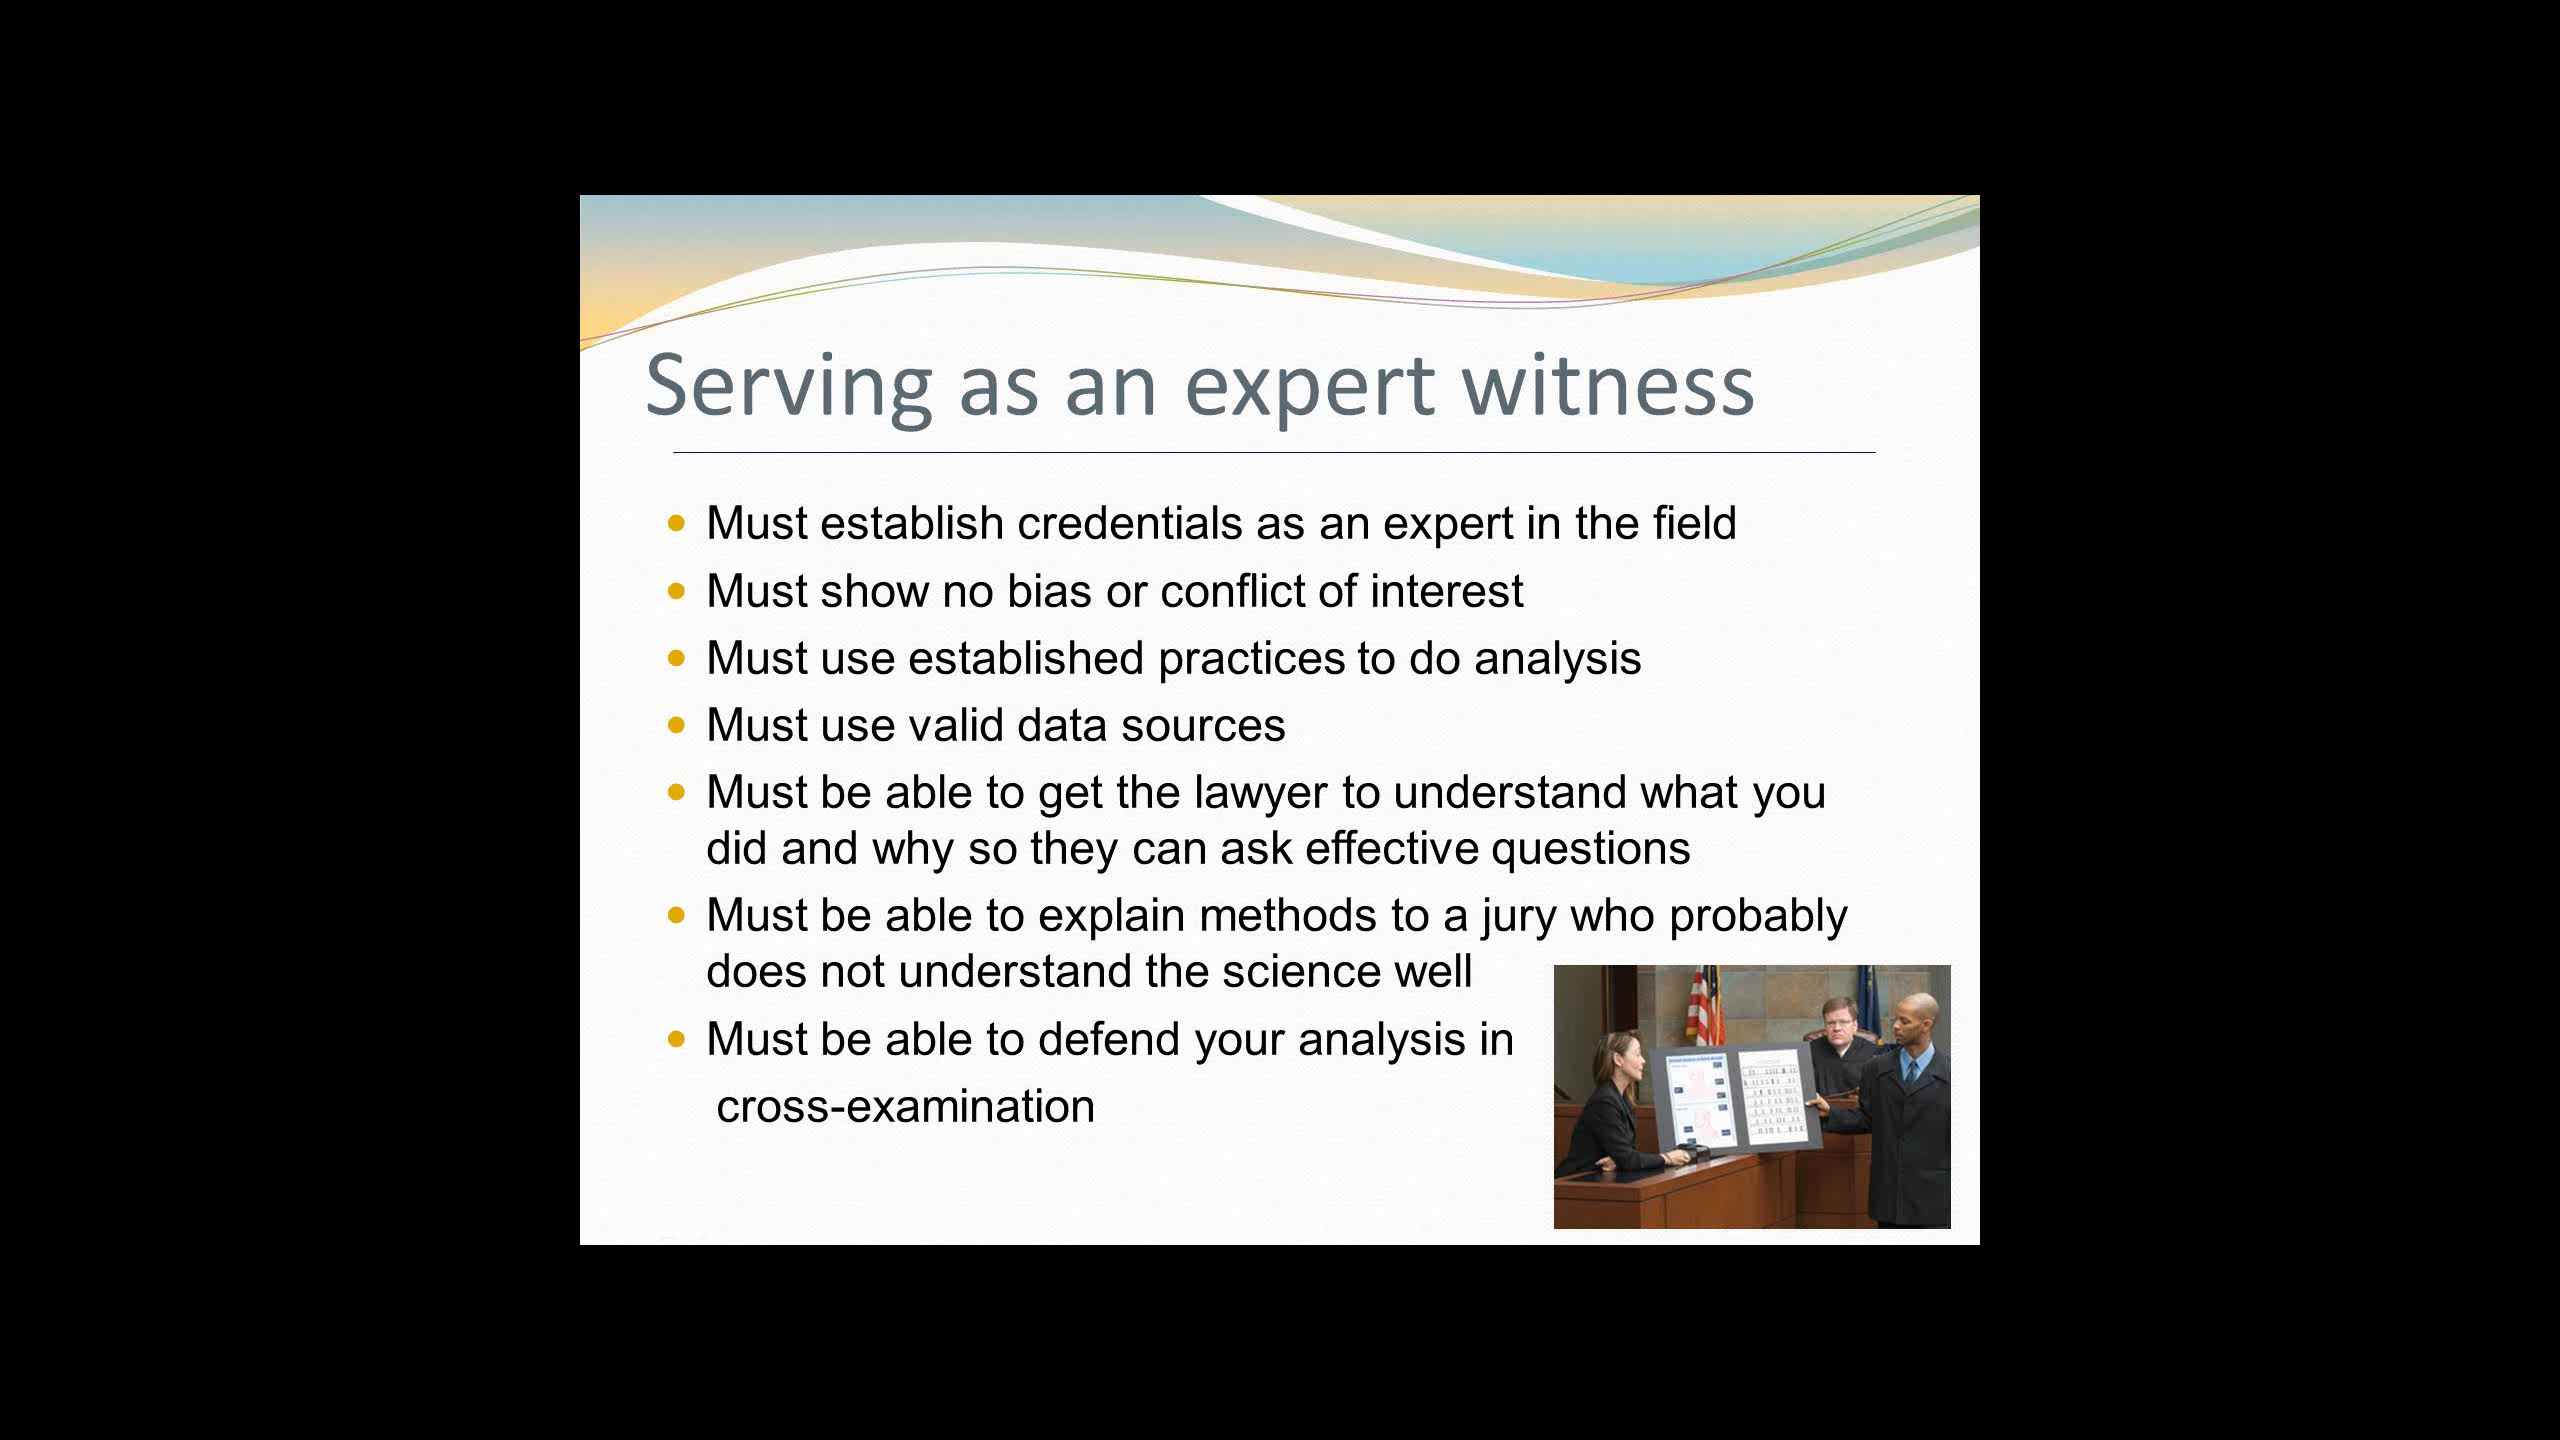 Serving as an expert witness
Must establish credentials as an expert in the field
Must show no bias or conflict of interest
Must use established practices to do analysis
Must use valid data sources
Must be able to get the lawyer to understand what you
did and why so they can ask effective questions
Must be able to explain methods to a jury who probably
does not understand the science well
Must be able to defend your analysis in
cross-examination